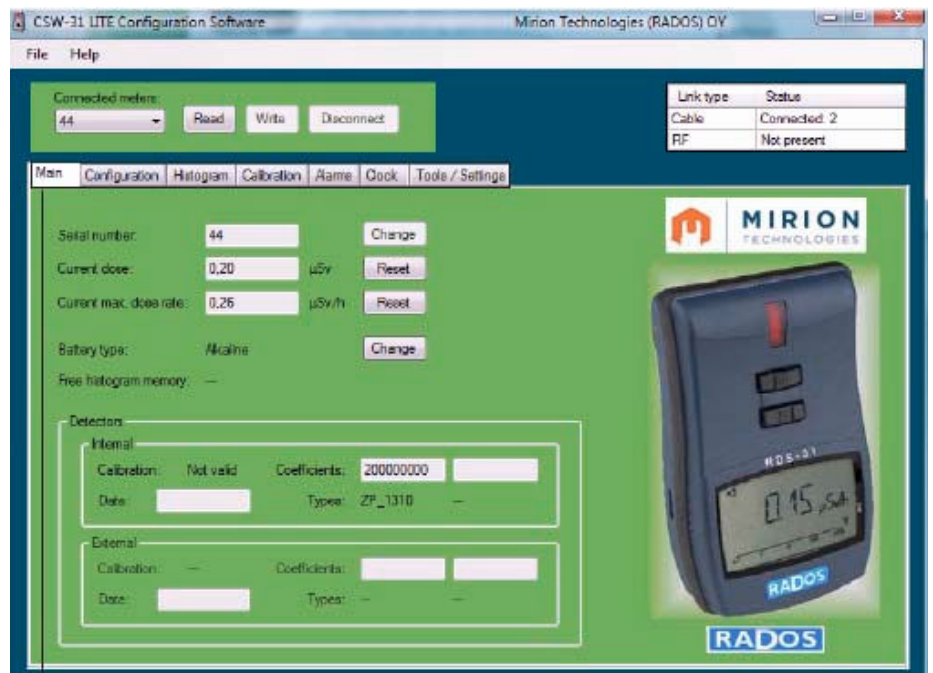 CSW-31 LITE Configuration Software Mirion Technologies (RADOS) OY
File Help
Connected meters:
44 Read Write Disconnect
Link type Status
Cable Connected: 2
RF Not present
Main Configuration Histogram Calibration Alarms Clock Tools / Settings
Serial number: 44 Change
Current dose: 0,20 µSv Reset
Current max. dose rate: 0,26 µSv/h Reset
Battery type: Alkaline Change
Free histogram memory: ---
Detectors
Internal
Calibration: Not valid Coefficients: 200000000
Date: Types: ZP_1310 ---
External
Calibration: --- Coefficients:
Date: Types: --- ---
MIRION
TECHNOLOGIES
RDS-31
0.15 µSv/h
RADOS
RADOS